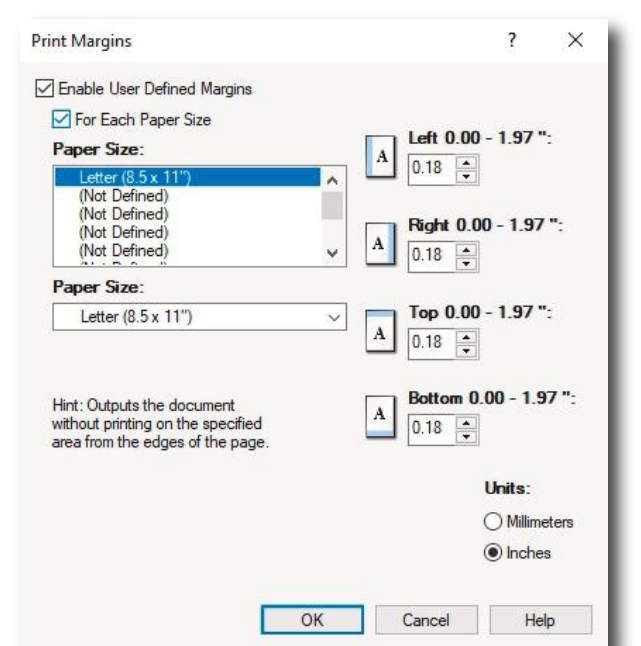 Print Margins
?
×
Enable User Defined Margins
For Each Paper Size
Paper Size:
Letter (8.5 x 11")
(Not Defined)
(Not Defined)
(Not Defined)
(Not Defined)
Paper Size:
Letter (8.5 x 11")
Hint: Outputs the document
without printing on the specified
area from the edges of the page.
A
Left 0.00 - 1.97 ":
0.18
A
Right 0.00 - 1.97 ":
0.18
A
Top 0.00 - 1.97 ":
0.18
A
Bottom 0.00 - 1.97 ":
0.18
Units:
Millimeters
Inches
OK
Cancel
Help